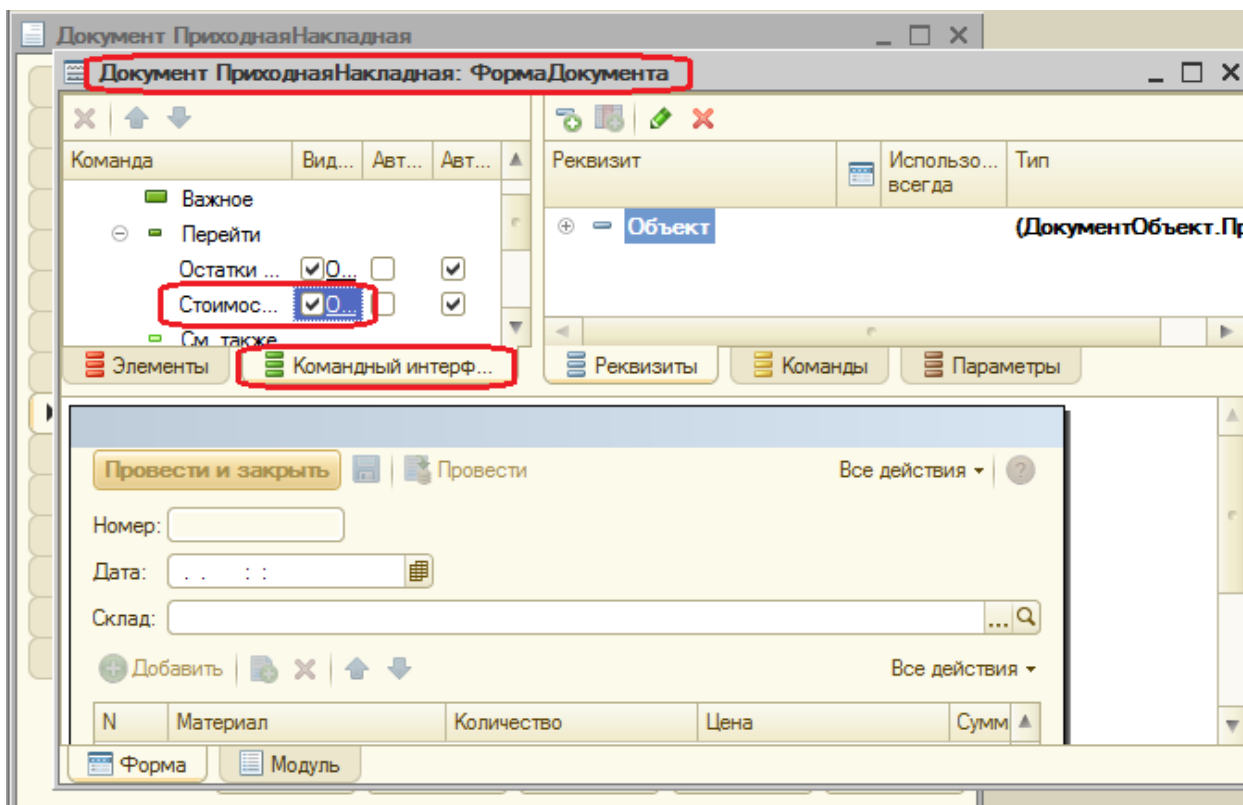 Документ ПриходнаяНакладная
Документ ПриходнаяНакладная: ФормаДокумента
Команда Вид... Авт... Авт...
Важное
Перейти
Остатки ... О...
Стоимос... О...
См. также
Элементы Командный интерф...
Реквизит Использо... всегда Тип
Объект (ДокументОбъект.Пр
Реквизиты Команды Параметры
Провести и закрыть Провести Все действия
Номер:
Дата: . . : :
Склад: ...
Добавить Все действия
N Материал Количество Цена Сумм
Форма Модуль